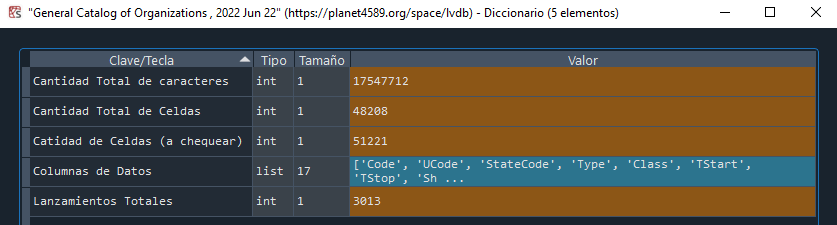 "General Catalog of Organizations , 2022 Jun 22" (https://planet4589.org/space/lvdb) - Diccionario (5 elementos)
Clave/Tecla Tipo Tamaño Valor
Cantidad Total de caracteres int 1 17547712
Cantidad Total de Celdas int 1 48208
Catidad de Celdas (a chequear) int 1 51221
Columnas de Datos list 17 ['Code', 'UCode', 'StateCode', 'Type', 'Class', 'TStart',
'TStop', 'Sh ...
Lanzamientos Totales int 1 3013